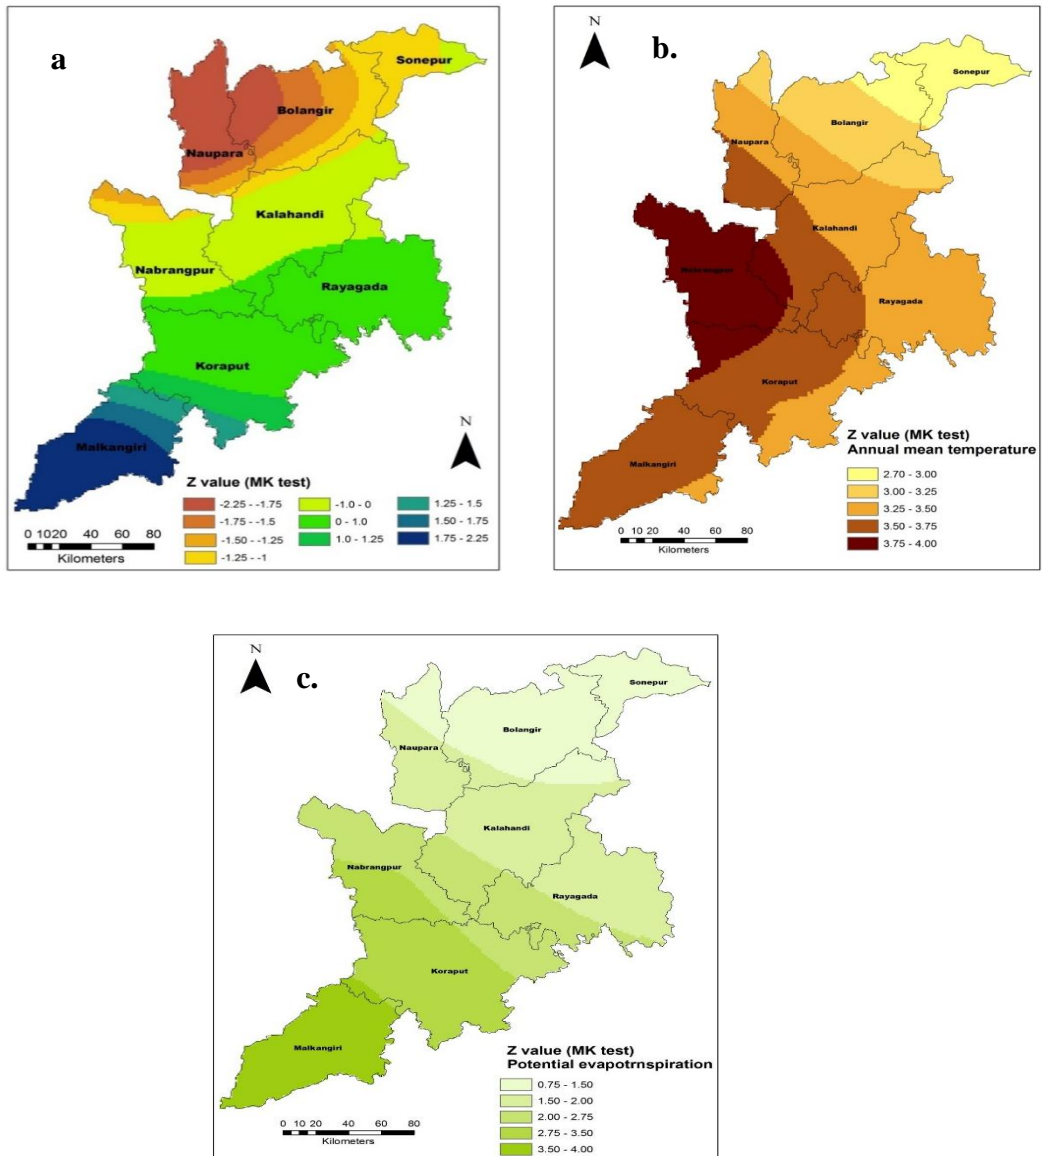 a
N
Sonepur
Bolangir
Naupara
Kalahandi
Nabrangpur
Rayagada
Koraput
Malkangiri
Z value (MK test)
-2.25 - -1.75
-1.75 - -1.5
-1.50 - -1.25
-1.25 - -1
-1.0 - 0
0 - 1.0
1.0 - 1.25
1.25 - 1.5
1.50 - 1.75
1.75 - 2.25
0 1020 40 60 80
Kilometers
N
b.
Sonepur
Bolangir
Naupara
Kalahandi
Nabrangpur
Rayagada
Koraput
Malkangiri
Z value (MK test)
Annual mean temperature
2.70 - 3.00
3.00 - 3.25
3.25 - 3.50
3.50 - 3.75
3.75 - 4.00
0 10 20 40 60 80
Kilometers
N
c.
Sonepur
Bolangir
Naupara
Kalahandi
Nabrangpur
Rayagada
Koraput
Malkangiri
Z value (MK test)
Potential evapotrnspiration
0.75 - 1.50
1.50 - 2.00
2.00 - 2.75
2.75 - 3.50
3.50 - 4.00
0 10 20 40 60 80
Kilometers